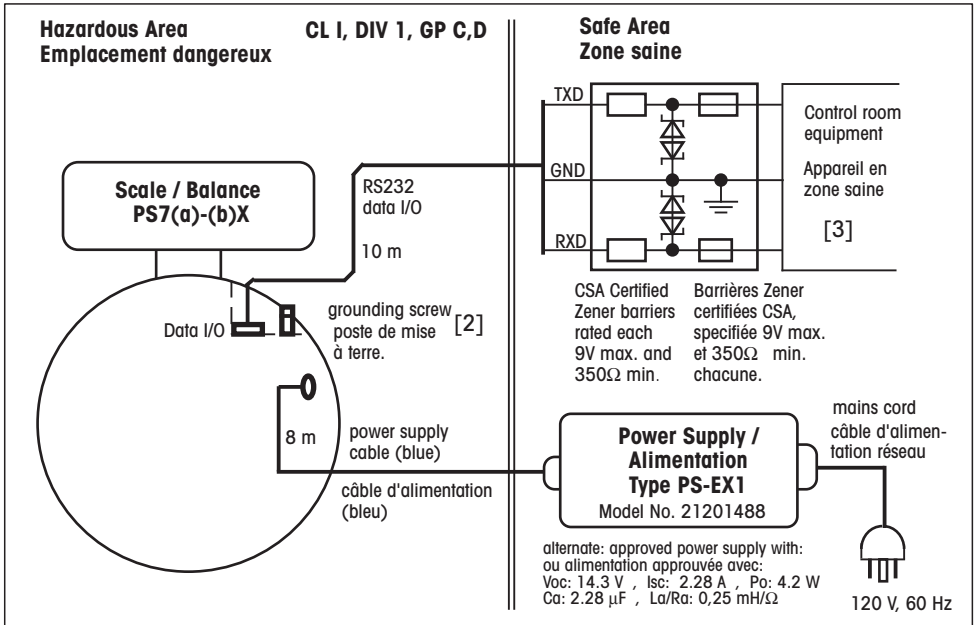 Hazardous Area
Emplacement dangereux
CL I, DIV 1, GP C,D
Safe Area
Zone saine
TXD
GND
RXD
Control room
equipment
Appareil en
zone saine
[3]
Scale / Balance
PS7(a)-(b)X
RS232
data I/O
10 m
Data I/O
grounding screw
poste de mise
à terre.
[2]
CSA Certified
Zener barriers
rated each
9V max. and
350Ω min.
Barrières Zener
certifiées CSA,
specifiée 9V max.
et 350Ω min.
chacune.
8 m
power supply
cable (blue)
câble d'alimentation
(bleu)
Power Supply /
Alimentation
Type PS-EX1
Model No. 21201488
mains cord
câble d'alimen-
tation réseau
alternate: approved power supply with:
ou alimentation approuvée avec:
Voc: 14.3 V , Isc: 2.28 A , Po: 4.2 W
Ca: 2.28 µF , La/Ra: 0,25 mH/Ω
120 V, 60 Hz